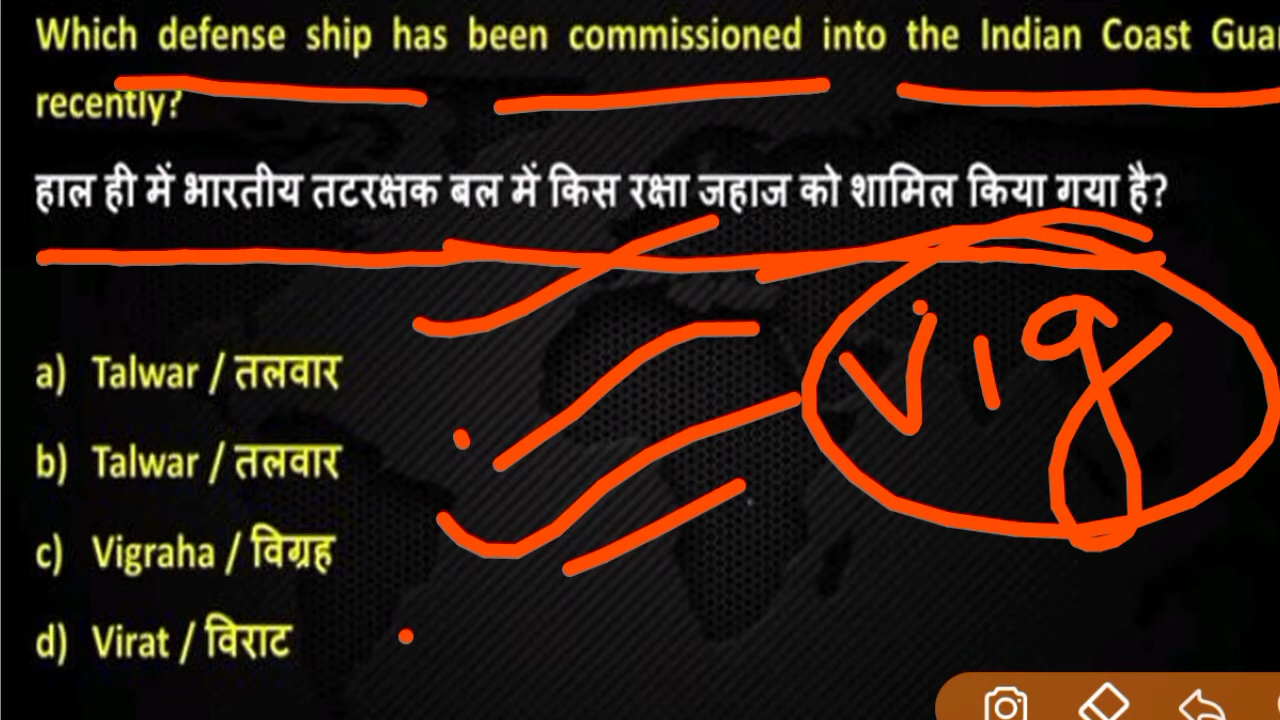 Which defense ship has been commissioned into the Indian Coast Guar
recently?
हाल ही में भारतीय तटरक्षक बल में किस रक्षा जहाज को शामिल किया गया है?
vig
a) Talwar / तलवार
b) Talwar / तलवार
c) Vigraha / विग्रह
d) Virat / विराट